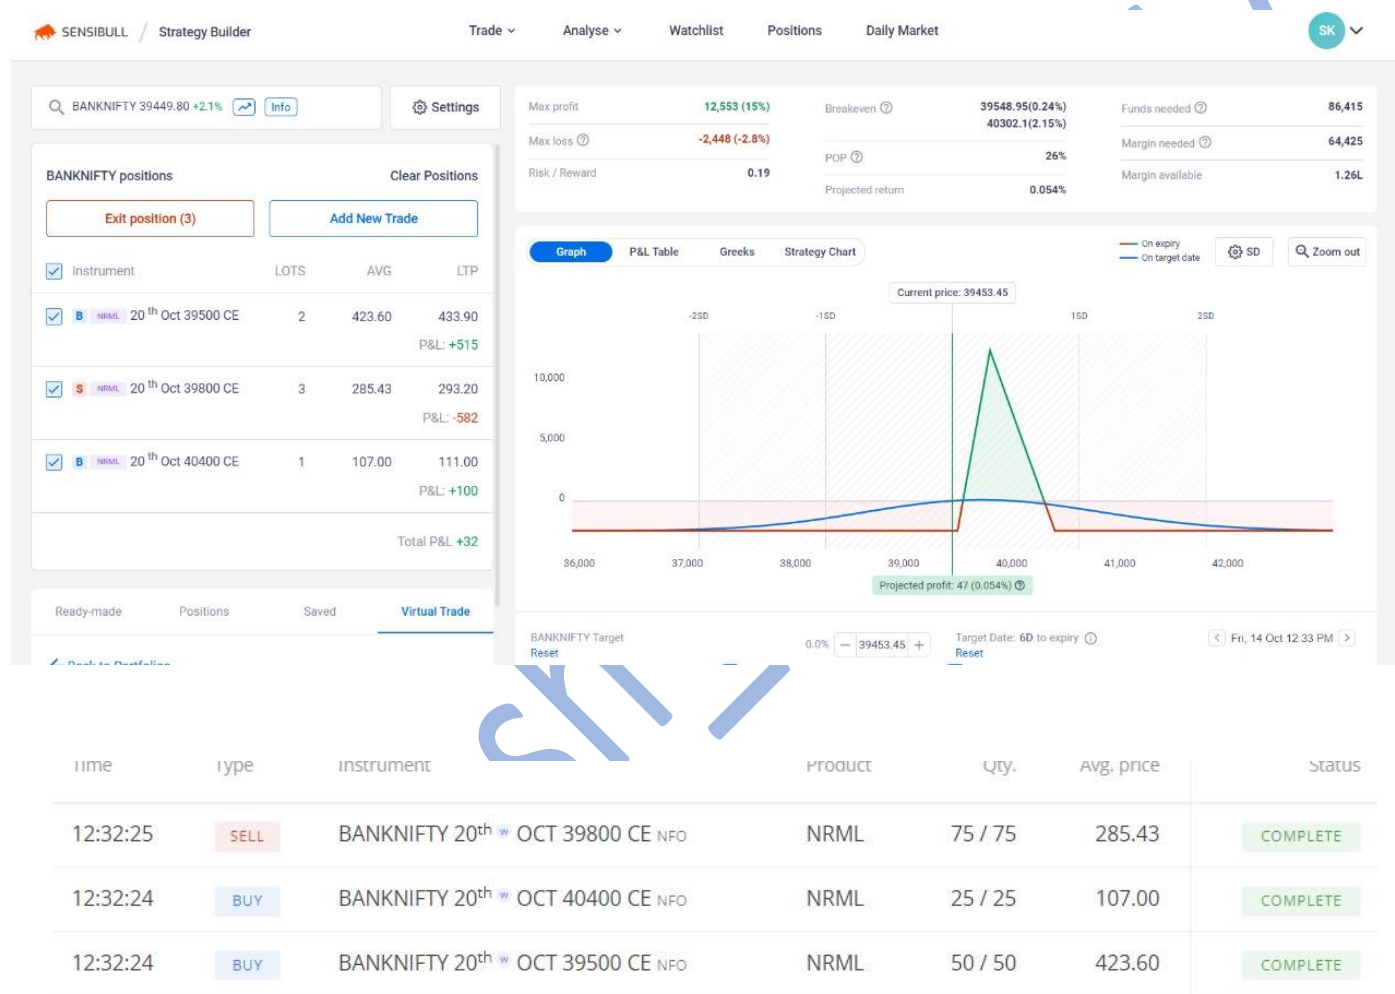 SENSIBULL / Strategy Builder
Trade Analyse Watchlist Positions Daily Market
SK
BANKNIFTY 39449.80 +2.1% Info
Settings
BANKNIFTY positions Clear Positions
Exit position (3) Add New Trade
Instrument LOTS AVG LTP
B NRML 20 th Oct 39500 CE 2 423.60 433.90
P&L: +515
S NRML 20 th Oct 39800 CE 3 285.43 293.20
P&L: -582
B NRML 20 th Oct 40400 CE 1 107.00 111.00
P&L: +100
Total P&L +32
Ready-made Positions Saved Virtual Trade
Back to Portfolios
Max profit 12,553 (15%)
Max loss -2,448 (-2.8%)
Risk / Reward 0.19
Breakeven 39548.95(0.24%)
40302.1(2.15%)
POP 26%
Projected return 0.054%
Funds needed 86,415
Margin needed 64,425
Margin available 1.26L
Graph P&L Table Greeks Strategy Chart
On expiry
On target date
SD
Zoom out
Current price: 39453.45
-2SD -1SD 1SD 2SD
10,000
5,000
0
36,000 37,000 38,000 39,000 40,000 41,000 42,000
Projected profit: 47 (0.054%)
BANKNIFTY Target
Reset
0.0% − 39453.45 +
Target Date: 6D to expiry
Reset
< Fri, 14 Oct 12:33 PM >
Time Type Instrument Product Qty. Avg. price Status
12:32:25 SELL BANKNIFTY 20th w OCT 39800 CE NFO NRML 75 / 75 285.43 COMPLETE
12:32:24 BUY BANKNIFTY 20th w OCT 40400 CE NFO NRML 25 / 25 107.00 COMPLETE
12:32:24 BUY BANKNIFTY 20th w OCT 39500 CE NFO NRML 50 / 50 423.60 COMPLETE